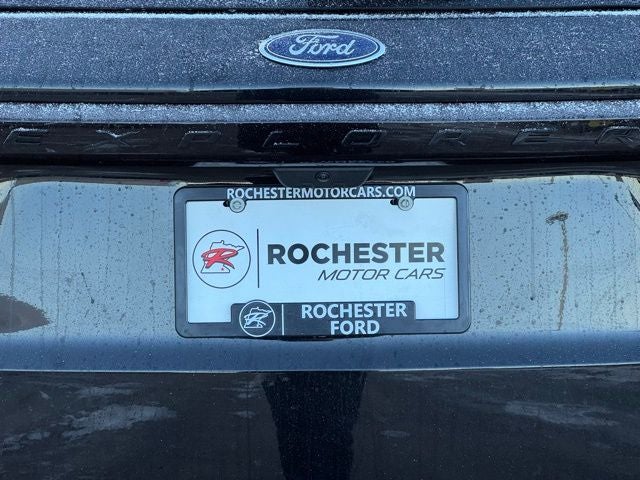 Ford
EXPLORER
ROCHESTERMOTORCARS.COM
R
ROCHESTER
MOTOR CARS
R
ROCHESTER
FORD